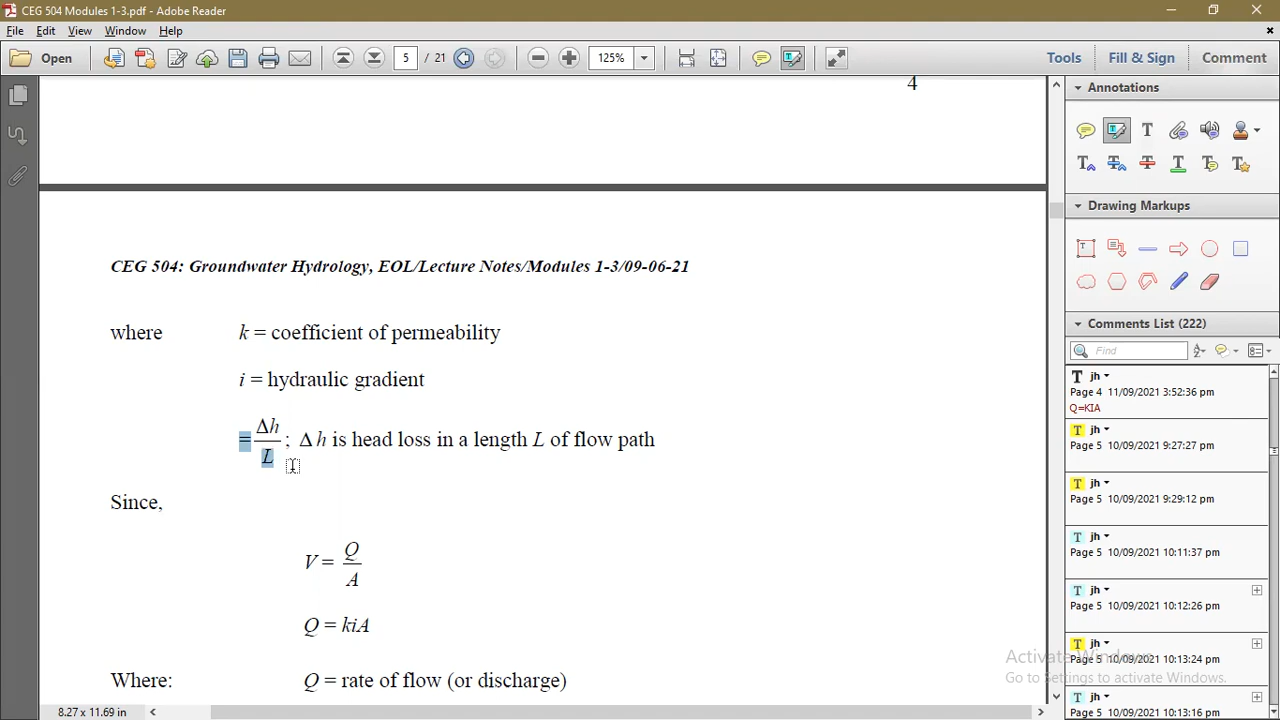 CEG 504 Modules 1-3.pdf - Adobe Reader
File Edit View Window Help
Open 5 / 21 125% Tools Fill & Sign Comment
4
CEG 504: Groundwater Hydrology, EOL/Lecture Notes/Modules 1-3/09-06-21
where k = coefficient of permeability
i = hydraulic gradient
= Δh / L ; Δ h is head loss in a length L of flow path
Since,
V = Q / A
Q = kiA
Where: Q = rate of flow (or discharge)
8.27 x 11.69 in
Annotations
Drawing Markups
Comments List (222)
Find
jh
Page 4 11/09/2021 3:52:36 pm
Q=KIA
jh
Page 5 10/09/2021 9:27:27 pm
jh
Page 5 10/09/2021 9:29:12 pm
jh
Page 5 10/09/2021 10:11:37 pm
jh
Page 5 10/09/2021 10:12:26 pm
jh
Page 5 10/09/2021 10:13:24 pm
jh
Page 5 10/09/2021 10:13:16 pm
Activate Windows
Go to Settings to activate Windows.